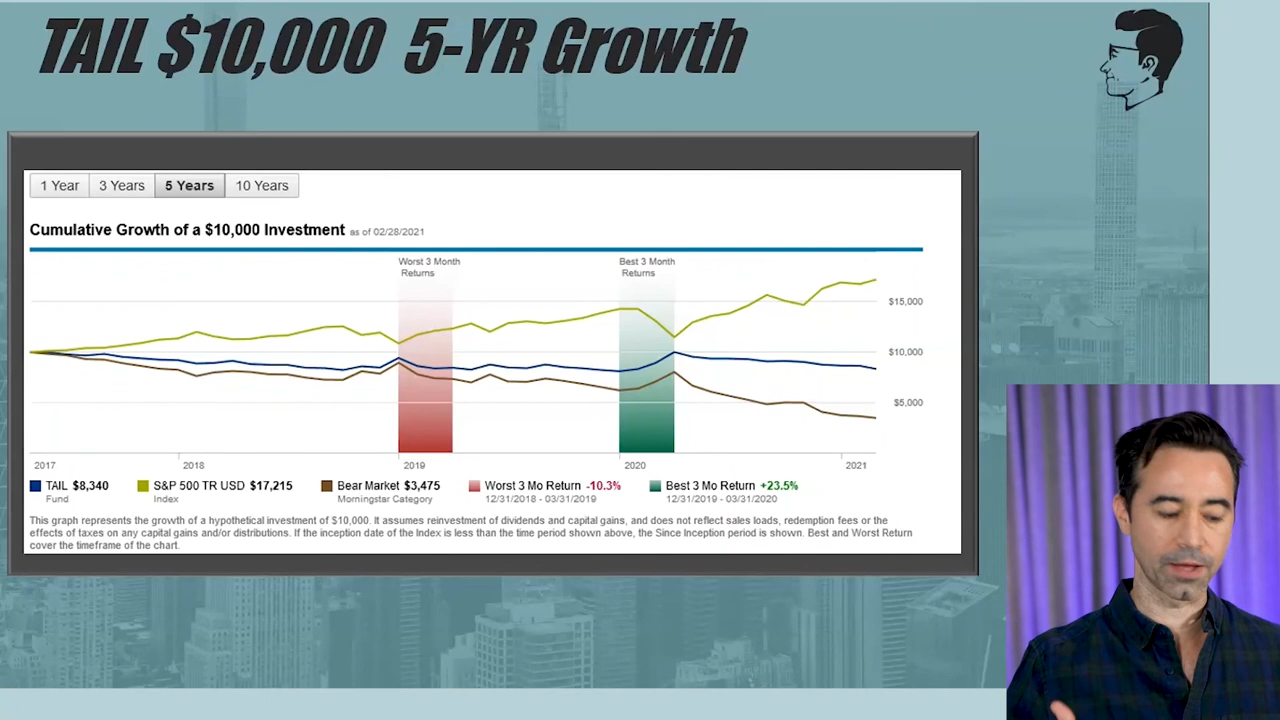 TAIL $10,000 5-YR Growth
1 Year 3 Years 5 Years 10 Years
Cumulative Growth of a $10,000 Investment as of 02/28/2021
Worst 3 Month Best 3 Month
Returns Returns
$15,000
$10,000
$5,000
2017 2018 2019 2020 2021
TAIL $8,340 S&P 500 TR USD $17,215 Bear Market $3,475 Worst 3 Mo Return -10.3% Best 3 Mo Return +23.5%
Fund Index Morningstar Category 12/31/2018 - 03/31/2019 12/31/2019 - 03/31/2020
This graph represents the growth of a hypothetical investment of $10,000. It assumes reinvestment of dividends and capital gains, and does not reflect sales loads, redemption fees or the
effects of taxes on any capital gains and/or distributions. If the inception date of the Index is less than the time period shown above, the Since Inception period is shown. Best and Worst Return
cover the timeframe of the chart.